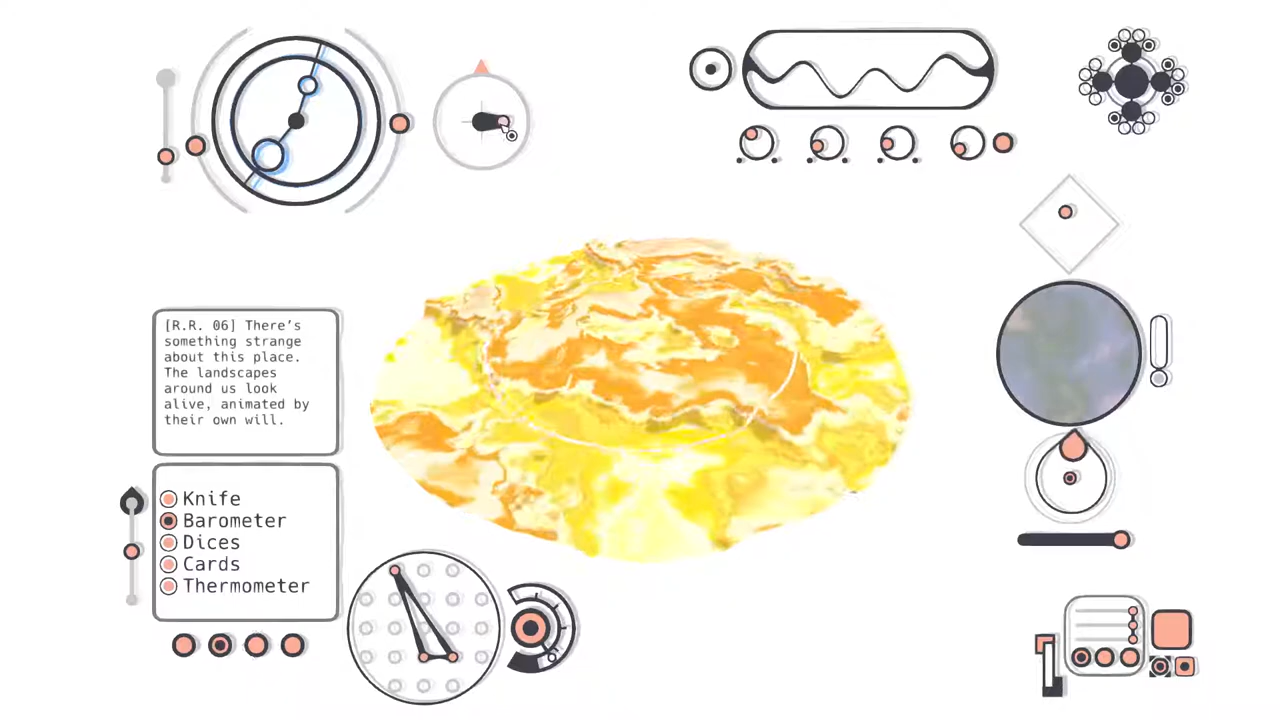 [R.R. 06] There's
something strange
about this place.
The landscapes
around us look
alive, animated by
their own will.
Knife
Barometer
Dices
Cards
Thermometer